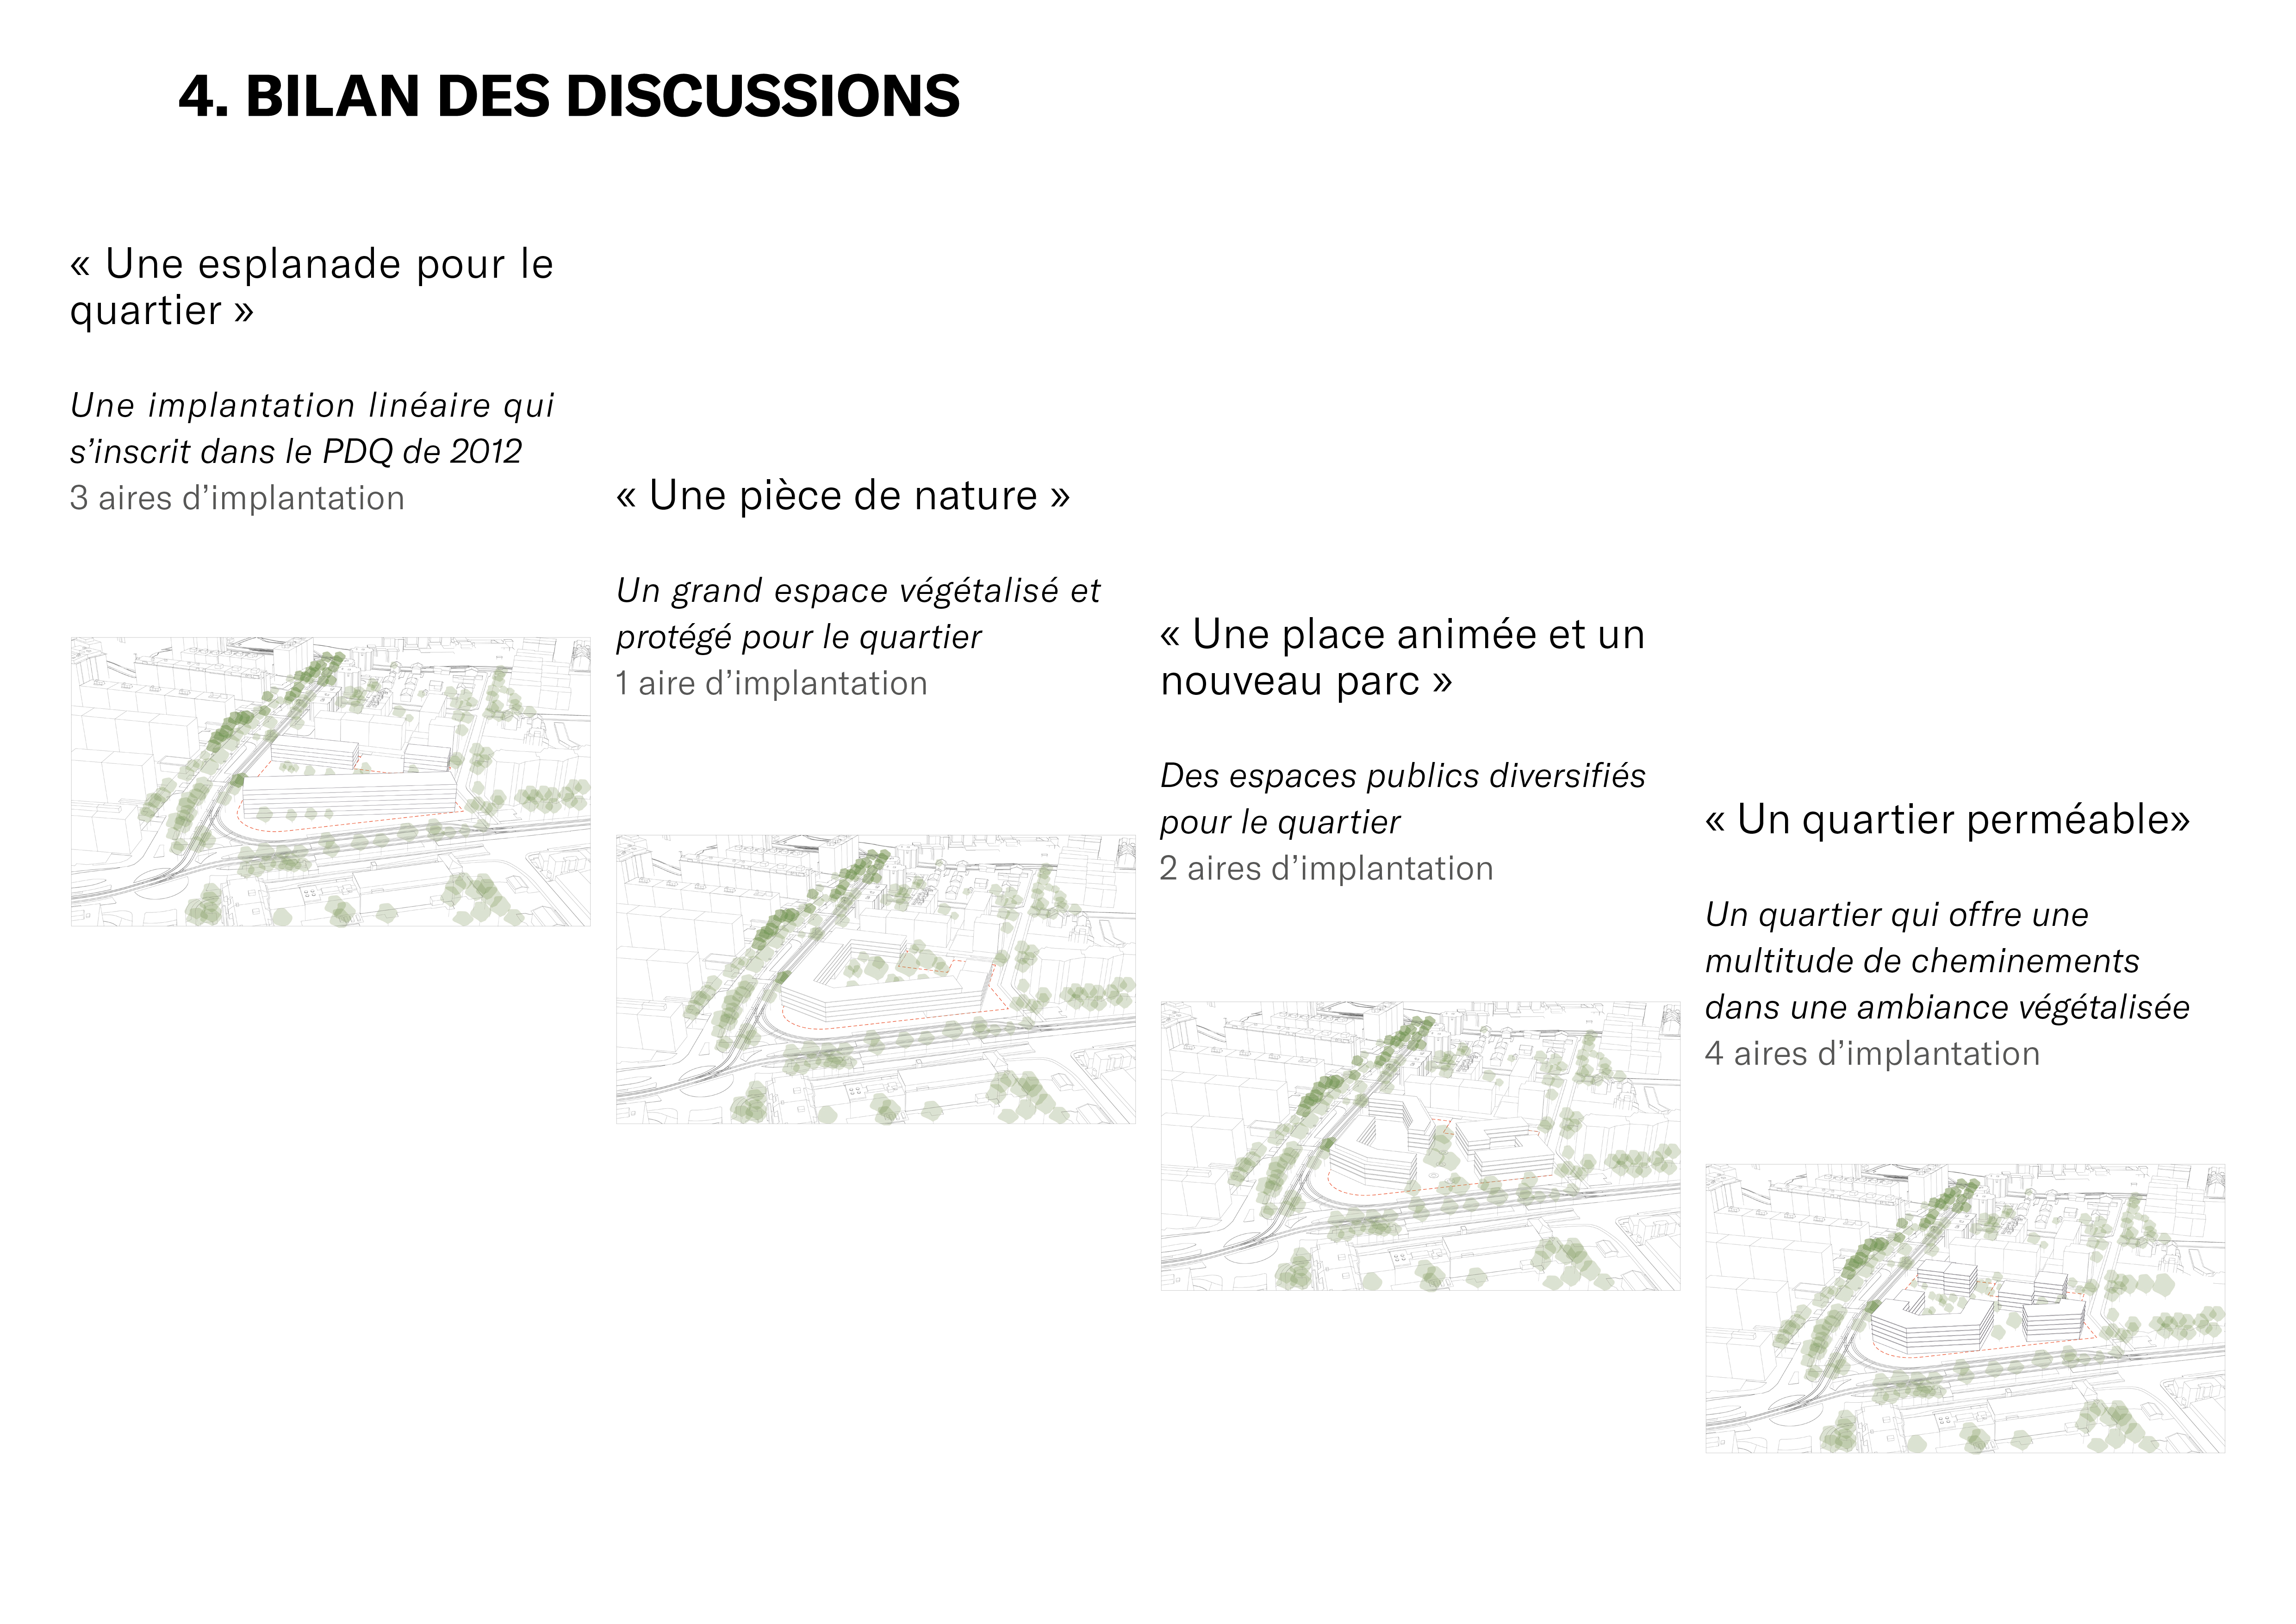 4. BILAN DES DISCUSSIONS
« Une esplanade pour le
quartier »
Une implantation linéaire qui
s’inscrit dans le PDQ de 2012
3 aires d’implantation
« Une pièce de nature »
Un grand espace végétalisé et
protégé pour le quartier
1 aire d’implantation
« Une place animée et un
nouveau parc »
Des espaces publics diversifiés
pour le quartier
2 aires d’implantation
« Un quartier perméable»
Un quartier qui offre une
multitude de cheminements
dans une ambiance végétalisée
4 aires d’implantation